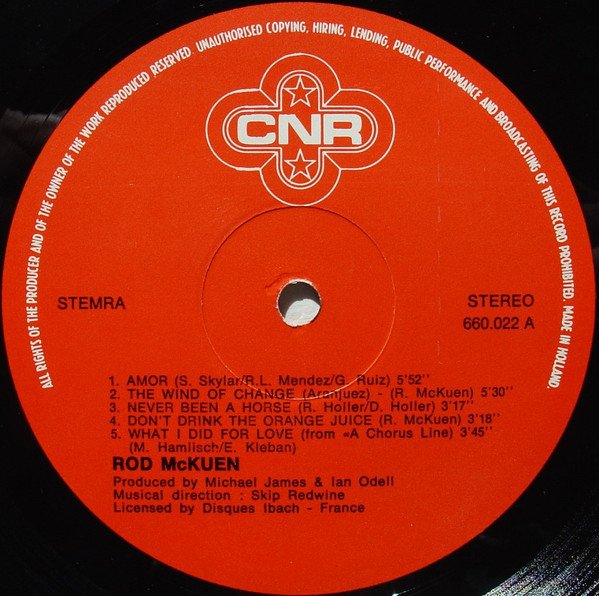 ALL RIGHTS OF THE PRODUCER AND OF THE OWNER OF THE WORK REPRODUCED RESERVED. UNAUTHORISED COPYING, HIRING, LENDING, PUBLIC PERFORMANCE AND BROADCASTING OF THIS RECORD PROHIBITED. MADE IN HOLLAND.
CNR
STEMRA
STEREO
660.022 A
1. AMOR (S. Skylar/R.L. Mendez/G. Ruiz) 5'52''
2. THE WIND OF CHANGE (Aranjuez) - (R. McKuen) 5'30''
3. NEVER BEEN A HORSE (R. Holler/D. Holler) 3'17''
4. DON'T DRINK THE ORANGE JUICE (R. McKuen) 3'18''
5. WHAT I DID FOR LOVE (from «A Chorus Line) 3'45''
(M. Hamlisch/E. Kleban)
ROD McKUEN
Produced by Michael James & Ian Odell
Musical direction : Skip Redwine
Licensed by Disques Ibach - France